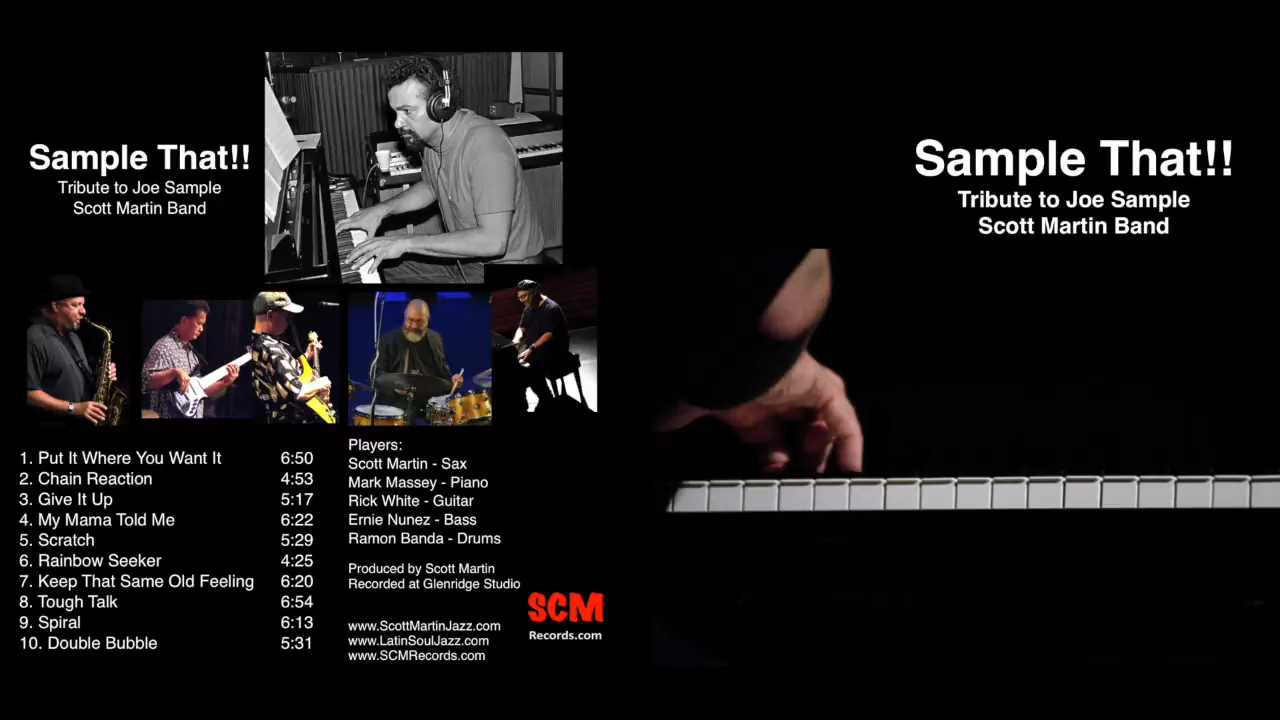 Sample That!!
Tribute to Joe Sample
Scott Martin Band
1. Put It Where You Want It 6:50
2. Chain Reaction 4:53
3. Give It Up 5:17
4. My Mama Told Me 6:22
5. Scratch 5:29
6. Rainbow Seeker 4:25
7. Keep That Same Old Feeling 6:20
8. Tough Talk 6:54
9. Spiral 6:13
10. Double Bubble 5:31
Players:
Scott Martin - Sax
Mark Massey - Piano
Rick White - Guitar
Ernie Nunez - Bass
Ramon Banda - Drums
Produced by Scott Martin
Recorded at Glenridge Studio
www.ScottMartinJazz.com
www.LatinSoulJazz.com
www.SCMRecords.com
SCM
Records.com
Sample That!!
Tribute to Joe Sample
Scott Martin Band